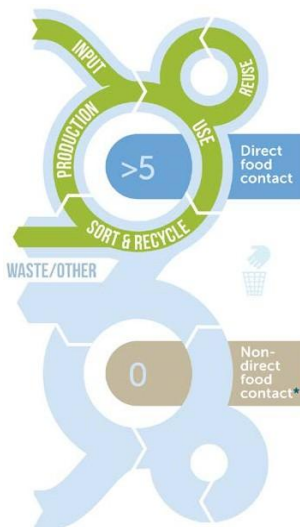 INPUT
REUSE
PRODUCTION
USE
>5
Direct
food
contact
SORT & RECYCLE
WASTE/OTHER
0
Non-
direct
food
contact*